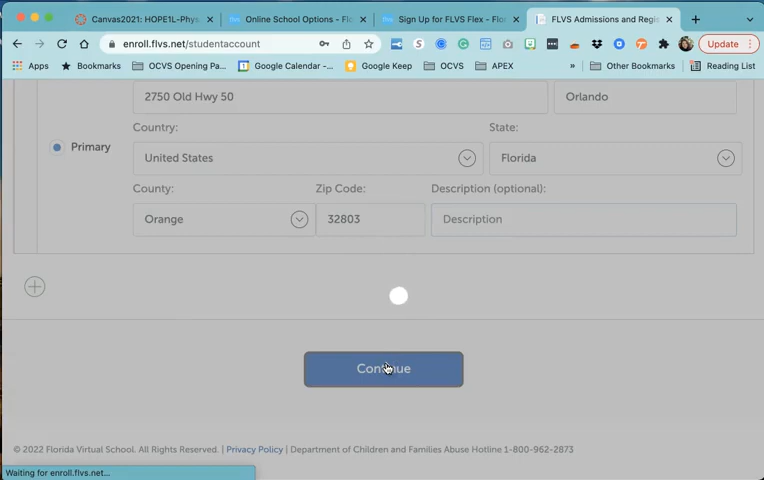 Canvas2021: HOPE1L-Phys
Online School Options - Flo
Sign Up for FLVS Flex - Flor
FLVS Admissions and Regis
enroll.flvs.net/studentaccount
Update
Apps
Bookmarks
OCVS Opening Pa...
Google Calendar -...
Google Keep
OCVS
APEX
»
Other Bookmarks
Reading List
2750 Old Hwy 50
Orlando
Country:
State:
Primary
United States
Florida
County:
Zip Code:
Description (optional):
Orange
32803
Description
Continue
© 2022 Florida Virtual School. All Rights Reserved. | Privacy Policy | Department of Children and Families Abuse Hotline 1-800-962-2873
Waiting for enroll.flvs.net...